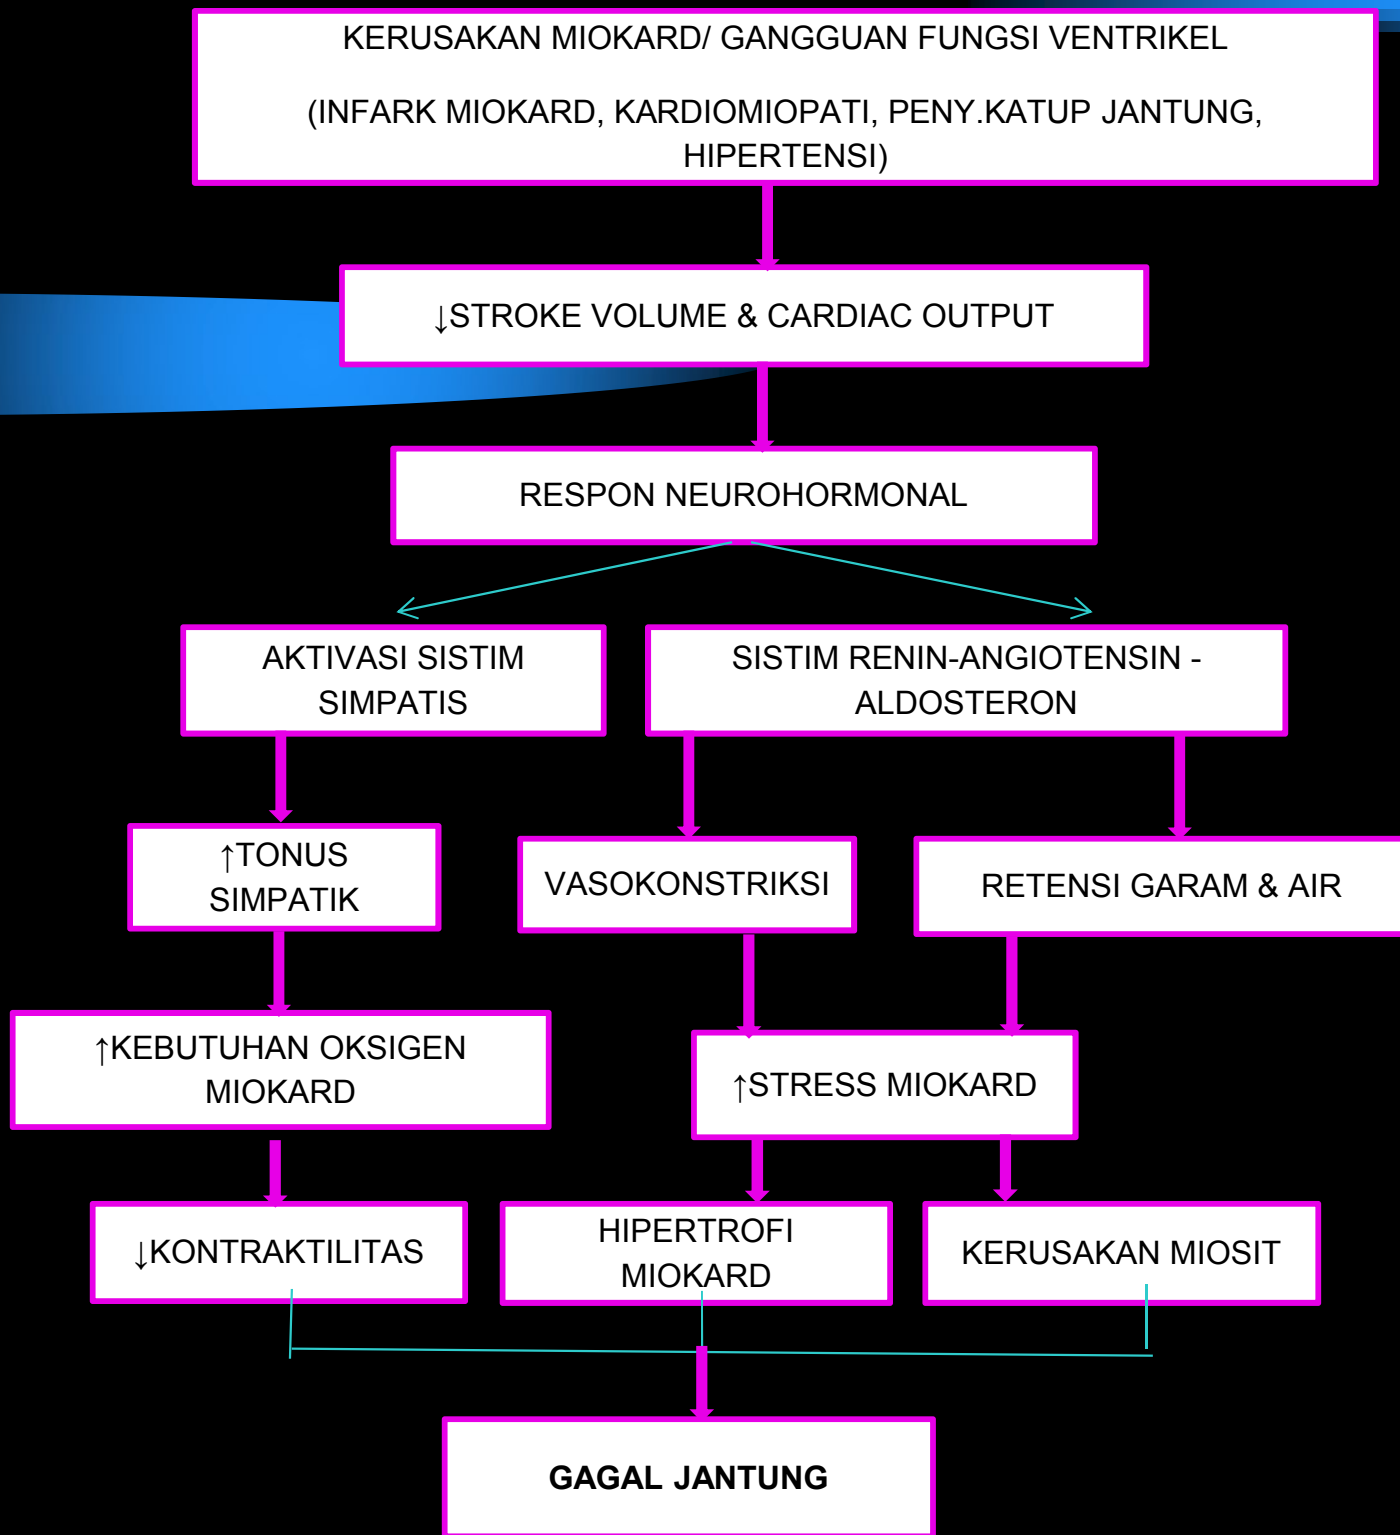 KERUSAKAN MIOKARD/ GANGGUAN FUNGSI VENTRIKEL
(INFARK MIOKARD, KARDIOMIOPATI, PENY.KATUP JANTUNG,
HIPERTENSI)
↓STROKE VOLUME & CARDIAC OUTPUT
RESPON NEUROHORMONAL
AKTIVASI SISTIM
SIMPATIS
SISTIM RENIN-ANGIOTENSIN -
ALDOSTERON
↑TONUS
SIMPATIK
VASOKONSTRIKSI
RETENSI GARAM & AIR
↑KEBUTUHAN OKSIGEN
MIOKARD
↑STRESS MIOKARD
↓KONTRAKTILITAS
HIPERTROFI
MIOKARD
KERUSAKAN MIOSIT
GAGAL JANTUNG